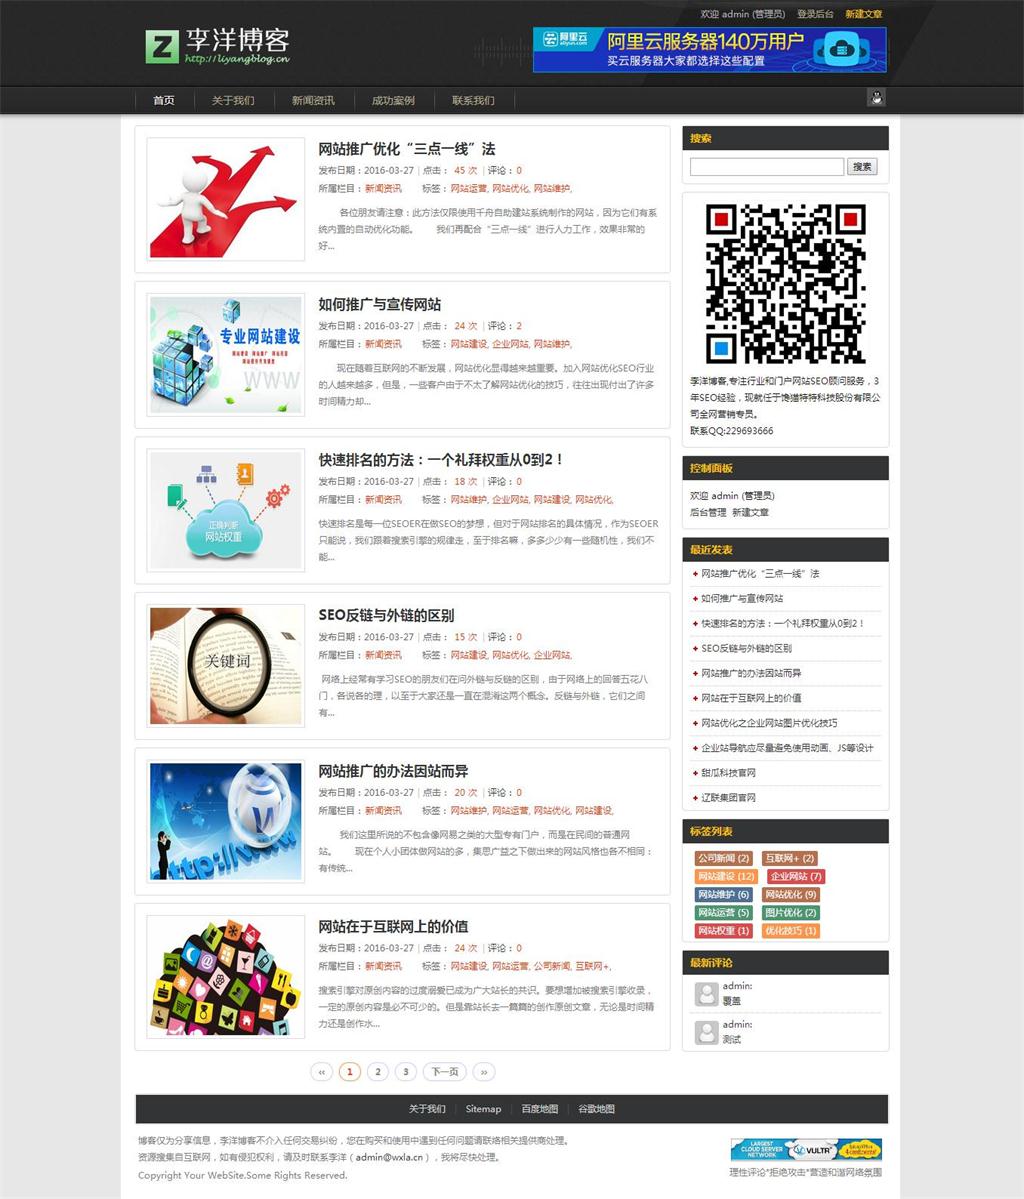 欢迎 admin (管理员) 登录后台 新建文章
Z 李洋博客
http://liyangblog.cn
阿里云 aliyun.com
阿里云服务器140万用户
买云服务器大家都选择这些配置
首页 关于我们 新闻资讯 成功案例 联系我们
网站推广优化“三点一线”法
发布日期：2016-03-27 | 点击： 45 次 | 评论：0
所属栏目：新闻资讯 标签：网站运营, 网站优化, 网站维护,
各位朋友请注意：此方法仅限使用千舟自助建站系统制作的网站，因为它们有系
统内置的自动优化功能。 我们再配合“三点一线”进行人力工作，效果非常的
好...
专业网站建设
WWW
如何推广与宣传网站
发布日期：2016-03-27 | 点击： 24 次 | 评论：2
所属栏目：新闻资讯 标签：网站建设, 企业网站, 网站维护,
现在随着互联网的不断发展，网站优化显得越来越重要。加入网站优化SEO行业
的人越来越多，但是，一些客户由于不太了解网站优化的技巧，往往出现付出了许多
时间精力却...
正确判断
网站权重
快速排名的方法：一个礼拜权重从0到2！
发布日期：2016-03-27 | 点击： 18 次 | 评论：0
所属栏目：新闻资讯 标签：网站维护, 企业网站, 网站建设, 网站优化,
快速排名是每一位SEOER在做SEO的梦想，但对于网站排名的具体情况，作为SEOER
只能说，我们跟着搜索引擎的规律走，至于排名嘛，多多少少有一些随机性，我们不
能...
关键词
SEO反链与外链的区别
发布日期：2016-03-27 | 点击： 15 次 | 评论：0
所属栏目：新闻资讯 标签：网站建设, 网站优化, 企业网站,
网络上经常有学习SEO的朋友们在问外链与反链的区别，由于网络上的回答五花八
门，各说各的理，以至于大家还是一直在混淆这两个概念。反链与外链，它们之间
有...
http://www
W
网站推广的办法因站而异
发布日期：2016-03-27 | 点击： 20 次 | 评论：0
所属栏目：新闻资讯 标签：网站维护, 网站运营, 网站优化, 网站建设,
我们这里所说的不包含像网易之类的大型专有门户，而是在民间的普通网
站。 现在个人小团体做网站的多，集思广益之下做出来的网站风格也各不相同：
有传统...
网站在于互联网上的价值
发布日期：2016-03-27 | 点击： 24 次 | 评论：0
所属栏目：新闻资讯 标签：网站建设, 网站运营, 公司新闻, 互联网+,
搜索引擎对原创内容的过度溺爱已成为广大站长的共识。要想增加被搜索引擎收录，
一定的原创内容是必不可少的。但是靠站长去一篇篇的创作原创文章，无论是时间精
力还是创作水...
‹‹ 1 2 3 下一页 ››
搜索
搜索
李洋博客,专注行业和门户网站SEO顾问服务，3
年SEO经验，现就任于馋猫特特科技股份有限公
司全网营销专员。
联系QQ:229693666
控制面板
欢迎 admin (管理员)
后台管理 新建文章
最近发表
网站推广优化“三点一线”法
如何推广与宣传网站
快速排名的方法：一个礼拜权重从0到2！
SEO反链与外链的区别
网站推广的办法因站而异
网站在于互联网上的价值
网站优化之企业网站图片优化技巧
企业站导航应尽量避免使用动画、JS等设计
甜瓜科技官网
辽联集团官网
标签列表
公司新闻 (2) 互联网+ (2)
网站建设 (12) 企业网站 (7)
网站维护 (6) 网站优化 (9)
网站运营 (5) 图片优化 (2)
网站权重 (1) 优化技巧 (1)
最新评论
admin:
覆盖
admin:
测试
关于我们 | Sitemap | 百度地图 | 谷歌地图
博客仅为分享信息，李洋博客不介入任何交易纠纷，您在购买和使用中遇到任何问题请联络相关提供商处理。
资源搜集自互联网，如有侵犯权利，请及时联系李洋（admin@wxla.cn），我将尽快处理。
Copyright Your WebSite.Some Rights Reserved.
LARGEST
CLOUD SERVER
NETWORK
VULTR
理性评论*拒绝攻击*营造和谐网络氛围